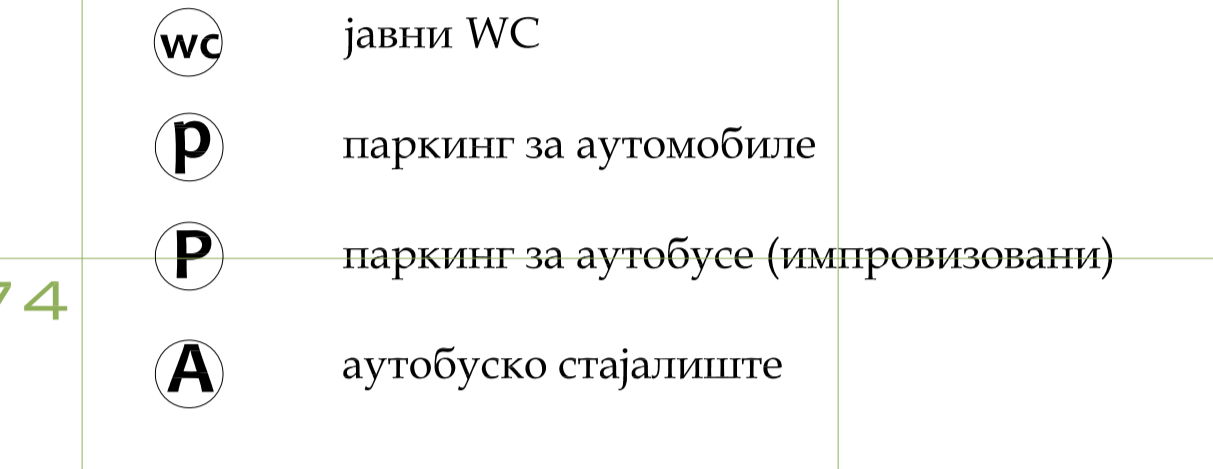 wc јавни WC
p паркинг за аутомобиле
P паркинг за аутобусе (импровизовани)
74
A аутобуско стајалиште